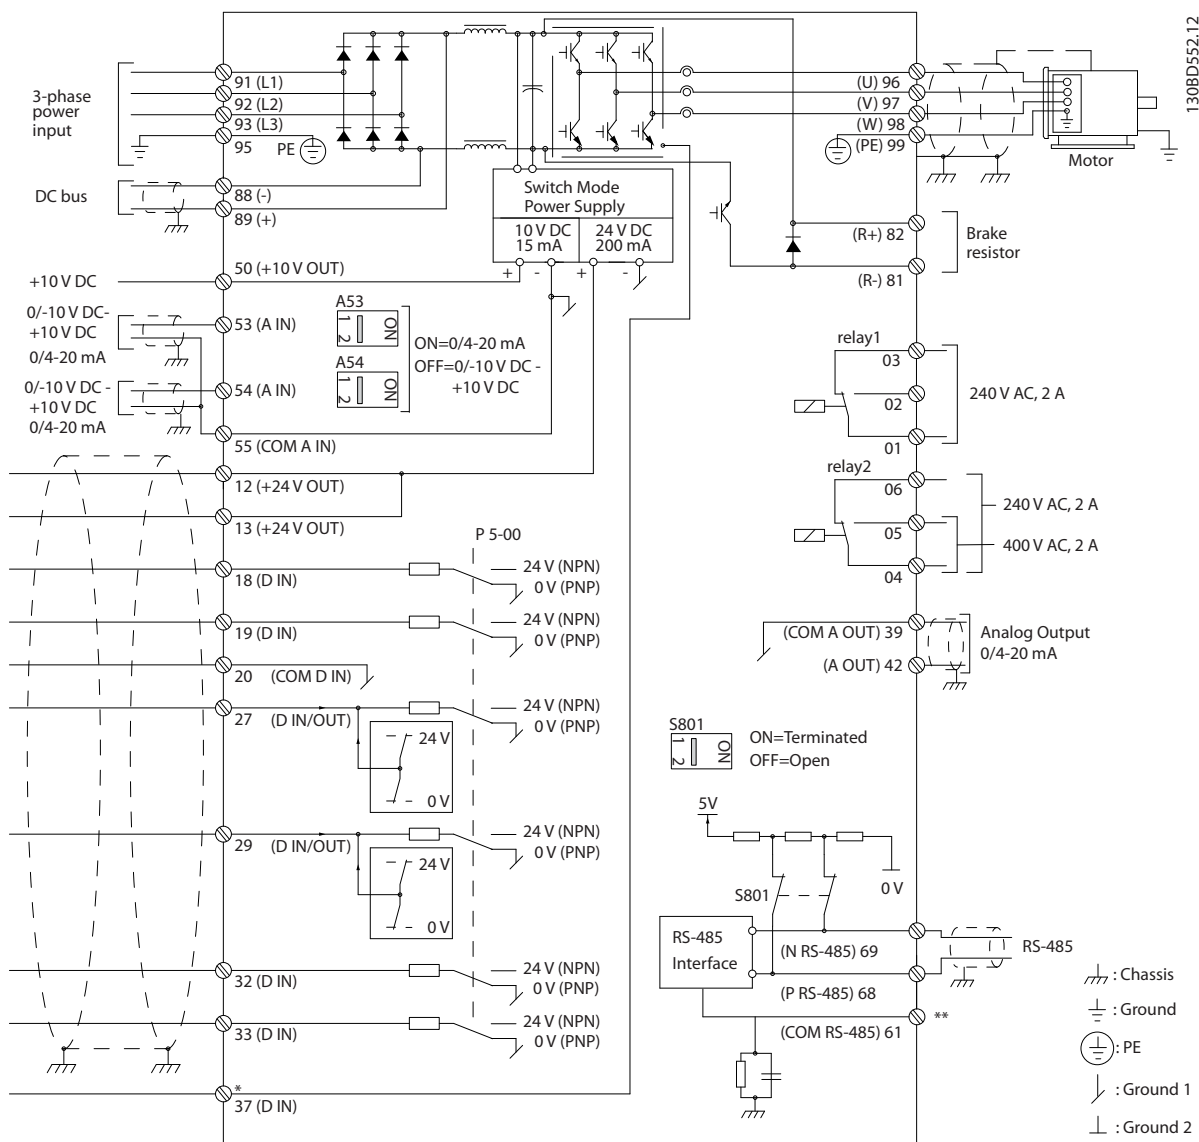 130BD552.12
3-phase
power
input
91 (L1)
92 (L2)
93 (L3)
95
PE
(U) 96
(V) 97
(W) 98
(PE) 99
Motor
DC bus
88 (-)
89 (+)
Switch Mode
Power Supply
10 V DC
15 mA
24 V DC
200 mA
+ - + -
(R+) 82
Brake
resistor
(R-) 81
+10 V DC
50 (+10 V OUT)
0/-10 V DC-
+10 V DC
0/4-20 mA
53 (A IN)
A53
1 2
ON
A54
1 2
ON
ON=0/4-20 mA
OFF=0/-10 V DC -
+10 V DC
0/-10 V DC -
+10 V DC
0/4-20 mA
54 (A IN)
55 (COM A IN)
relay1
03
02
01
240 V AC, 2 A
relay2
06
05
04
240 V AC, 2 A
400 V AC, 2 A
12 (+24 V OUT)
13 (+24 V OUT)
P 5-00
18 (D IN)
24 V (NPN)
0 V (PNP)
19 (D IN)
24 V (NPN)
0 V (PNP)
20 (COM D IN)
27 (D IN/OUT)
24 V (NPN)
0 V (PNP)
24 V
0 V
29 (D IN/OUT)
24 V (NPN)
0 V (PNP)
24 V
0 V
32 (D IN)
24 V (NPN)
0 V (PNP)
33 (D IN)
24 V (NPN)
0 V (PNP)
*
37 (D IN)
(COM A OUT) 39
(A OUT) 42
Analog Output
0/4-20 mA
S801
1 2
ON
ON=Terminated
OFF=Open
5V
0 V
S801
RS-485
Interface
(N RS-485) 69
RS-485
(P RS-485) 68
(COM RS-485) 61
**
: Chassis
: Ground
: PE
: Ground 1
: Ground 2